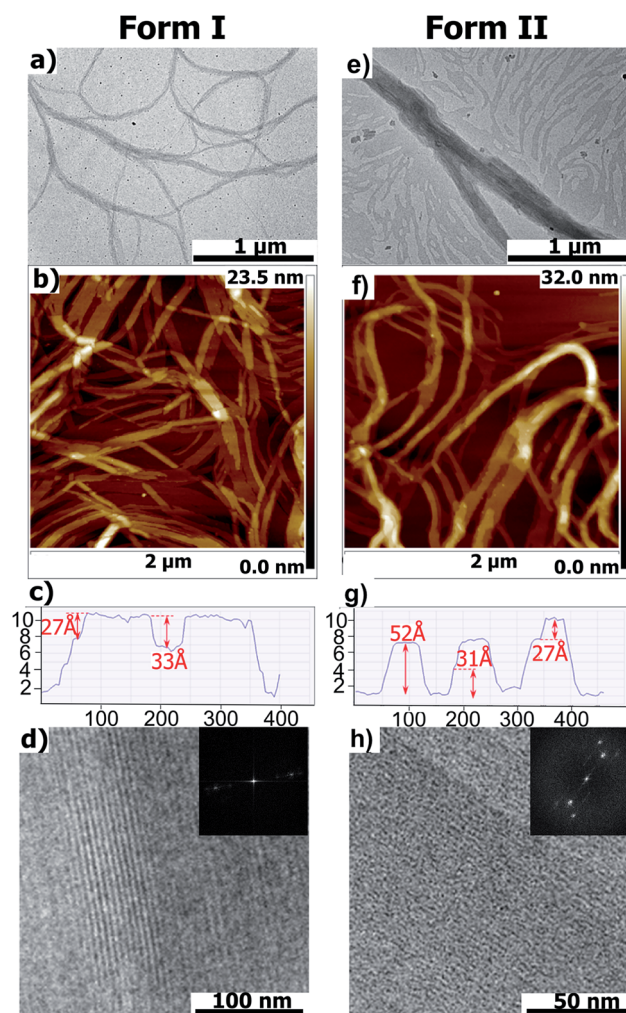 Form I Form II
a)
1 µm
e)
1 µm
b)
23.5 nm
2 µm
0.0 nm
f)
32.0 nm
2 µm
0.0 nm
c)
10
8
6
4
2
27Å
33Å
100 200 300 400
g)
10
8
6
4
2
52Å
31Å
27Å
100 200 300 400
d)
100 nm
h)
50 nm